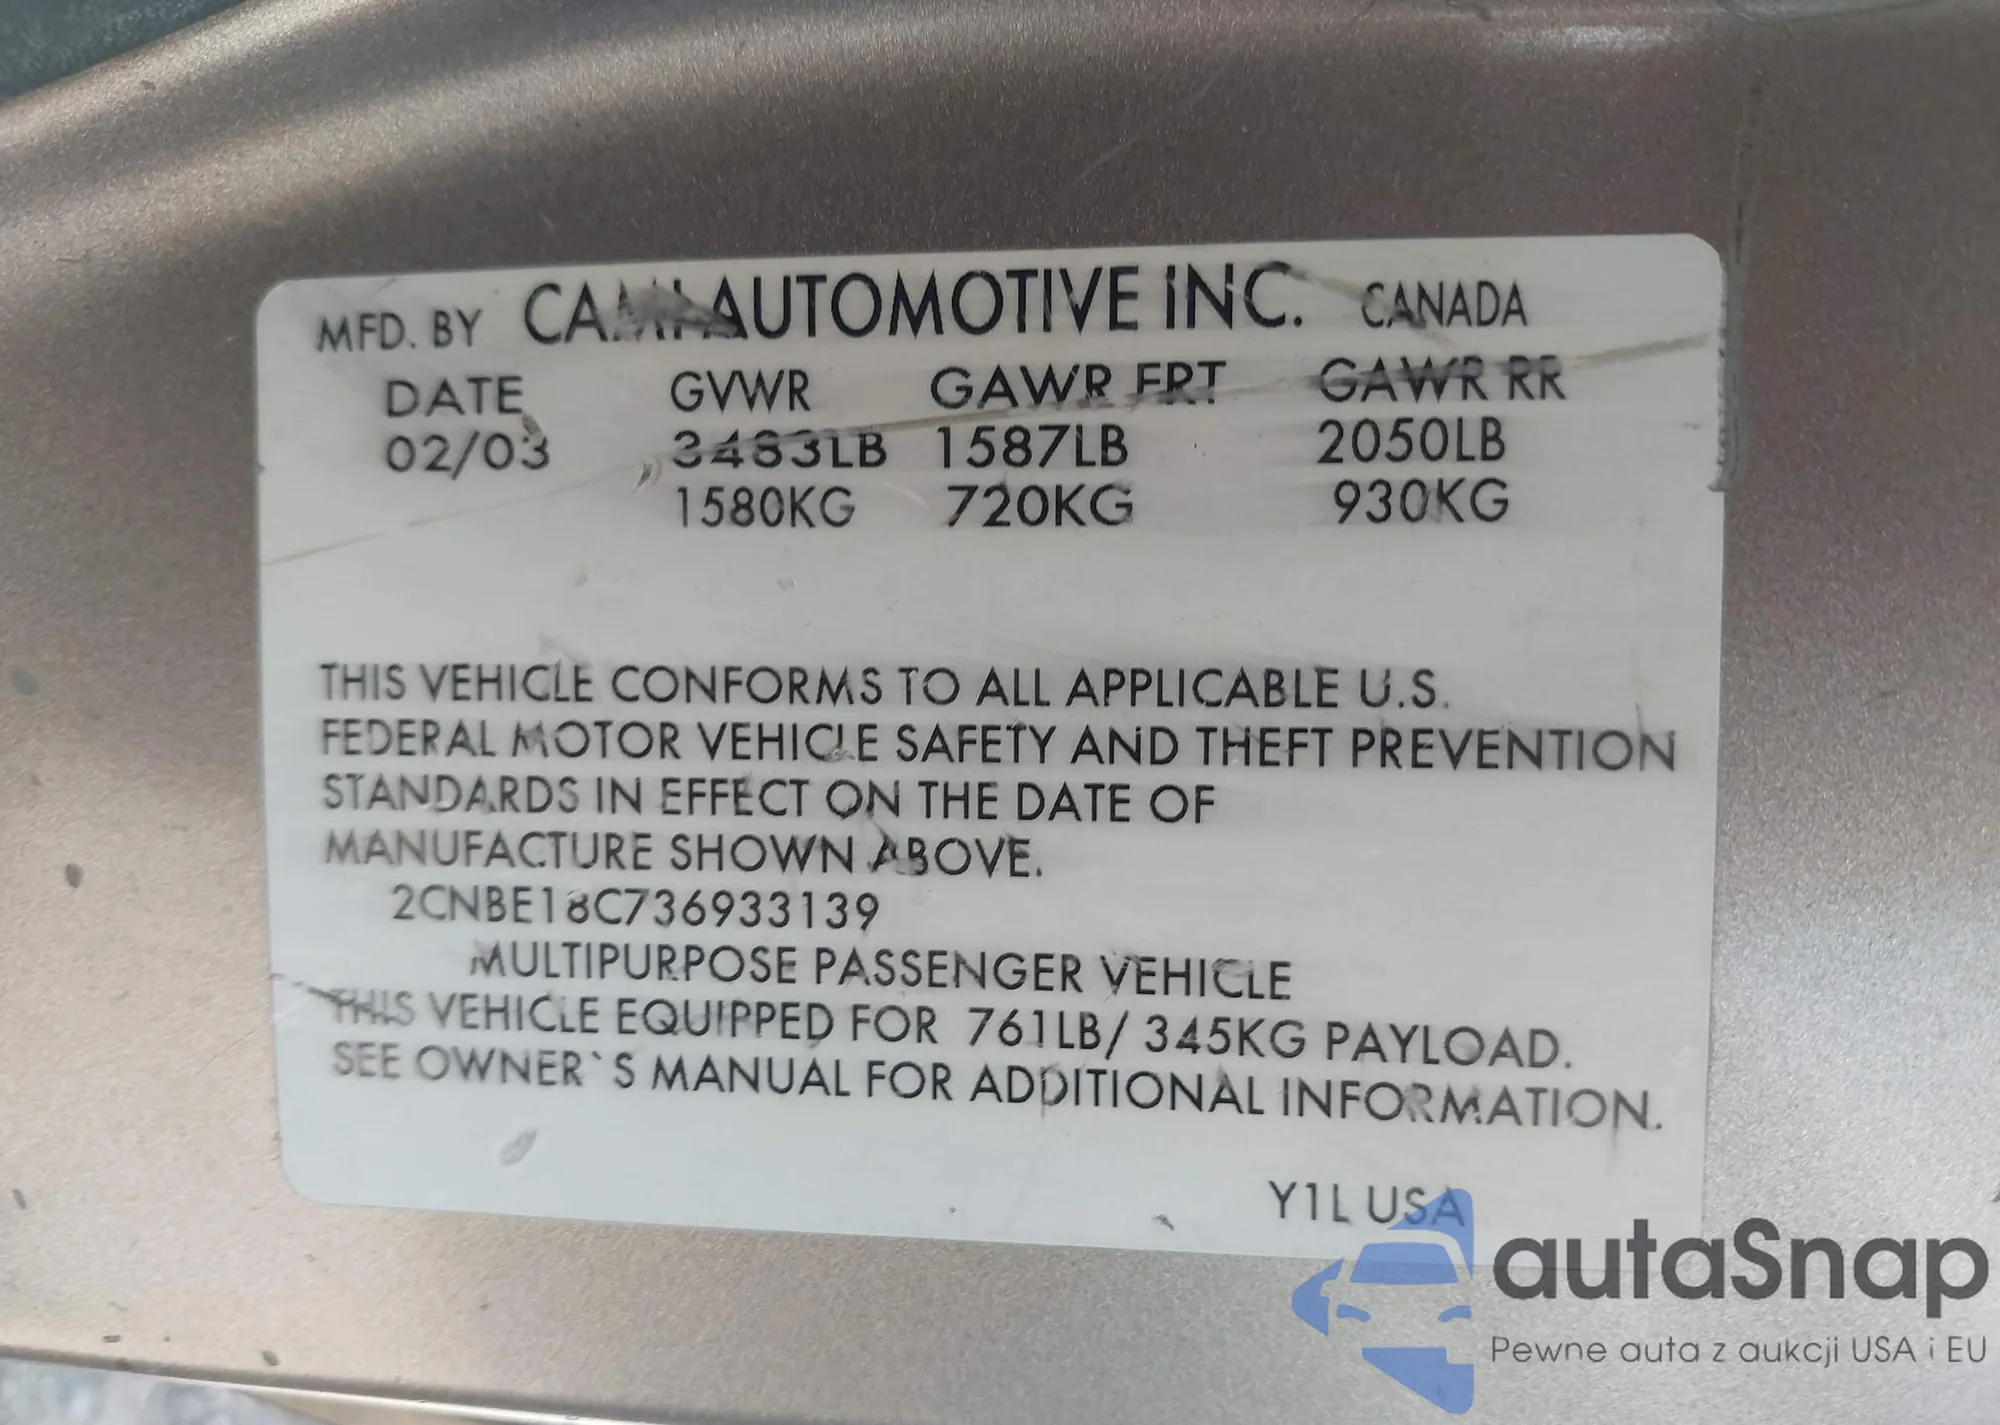 MFD. BY CAMI AUTOMOTIVE INC. CANADA
DATE GVWR GAWR FRT GAWR RR
02/03 3483LB 1587LB 2050LB
1580KG 720KG 930KG
THIS VEHICLE CONFORMS TO ALL APPLICABLE U.S.
FEDERAL MOTOR VEHICLE SAFETY AND THEFT PREVENTION
STANDARDS IN EFFECT ON THE DATE OF
MANUFACTURE SHOWN ABOVE.
2CNBE18C736933139
MULTIPURPOSE PASSENGER VEHICLE
THIS VEHICLE EQUIPPED FOR 761LB/ 345KG PAYLOAD.
SEE OWNER`S MANUAL FOR ADDITIONAL INFORMATION.
Y1L USA
autaSnap
Pewne auta z aukcji USA i EU